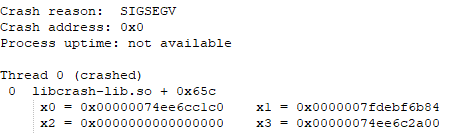 Crash reason:  SIGSEGV
Crash address: 0x0
Process uptime: not available
Thread 0 (crashed)
0  libcrash-lib.so + 0x65c
x0 = 0x00000074ee6cc1c0    x1 = 0x0000007fdebf6b84
x2 = 0x0000000000000000    x3 = 0x00000074ee6c2a00